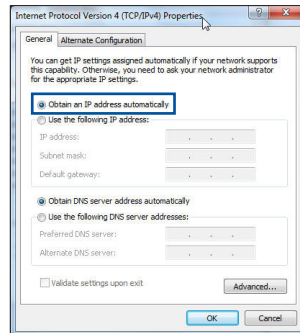 Internet Protocol Version 4 (TCP/IPv4) Properties
General
Alternate Configuration
You can get IP settings assigned automatically if your network supports
this capability. Otherwise, you need to ask your network administrator
for the appropriate IP settings.
Obtain an IP address automatically
Use the following IP address:
IP address:
Subnet mask:
Default gateway:
Obtain DNS server address automatically
Use the following DNS server addresses:
Preferred DNS server:
Alternate DNS server:
Validate settings upon exit
Advanced...
OK
Cancel